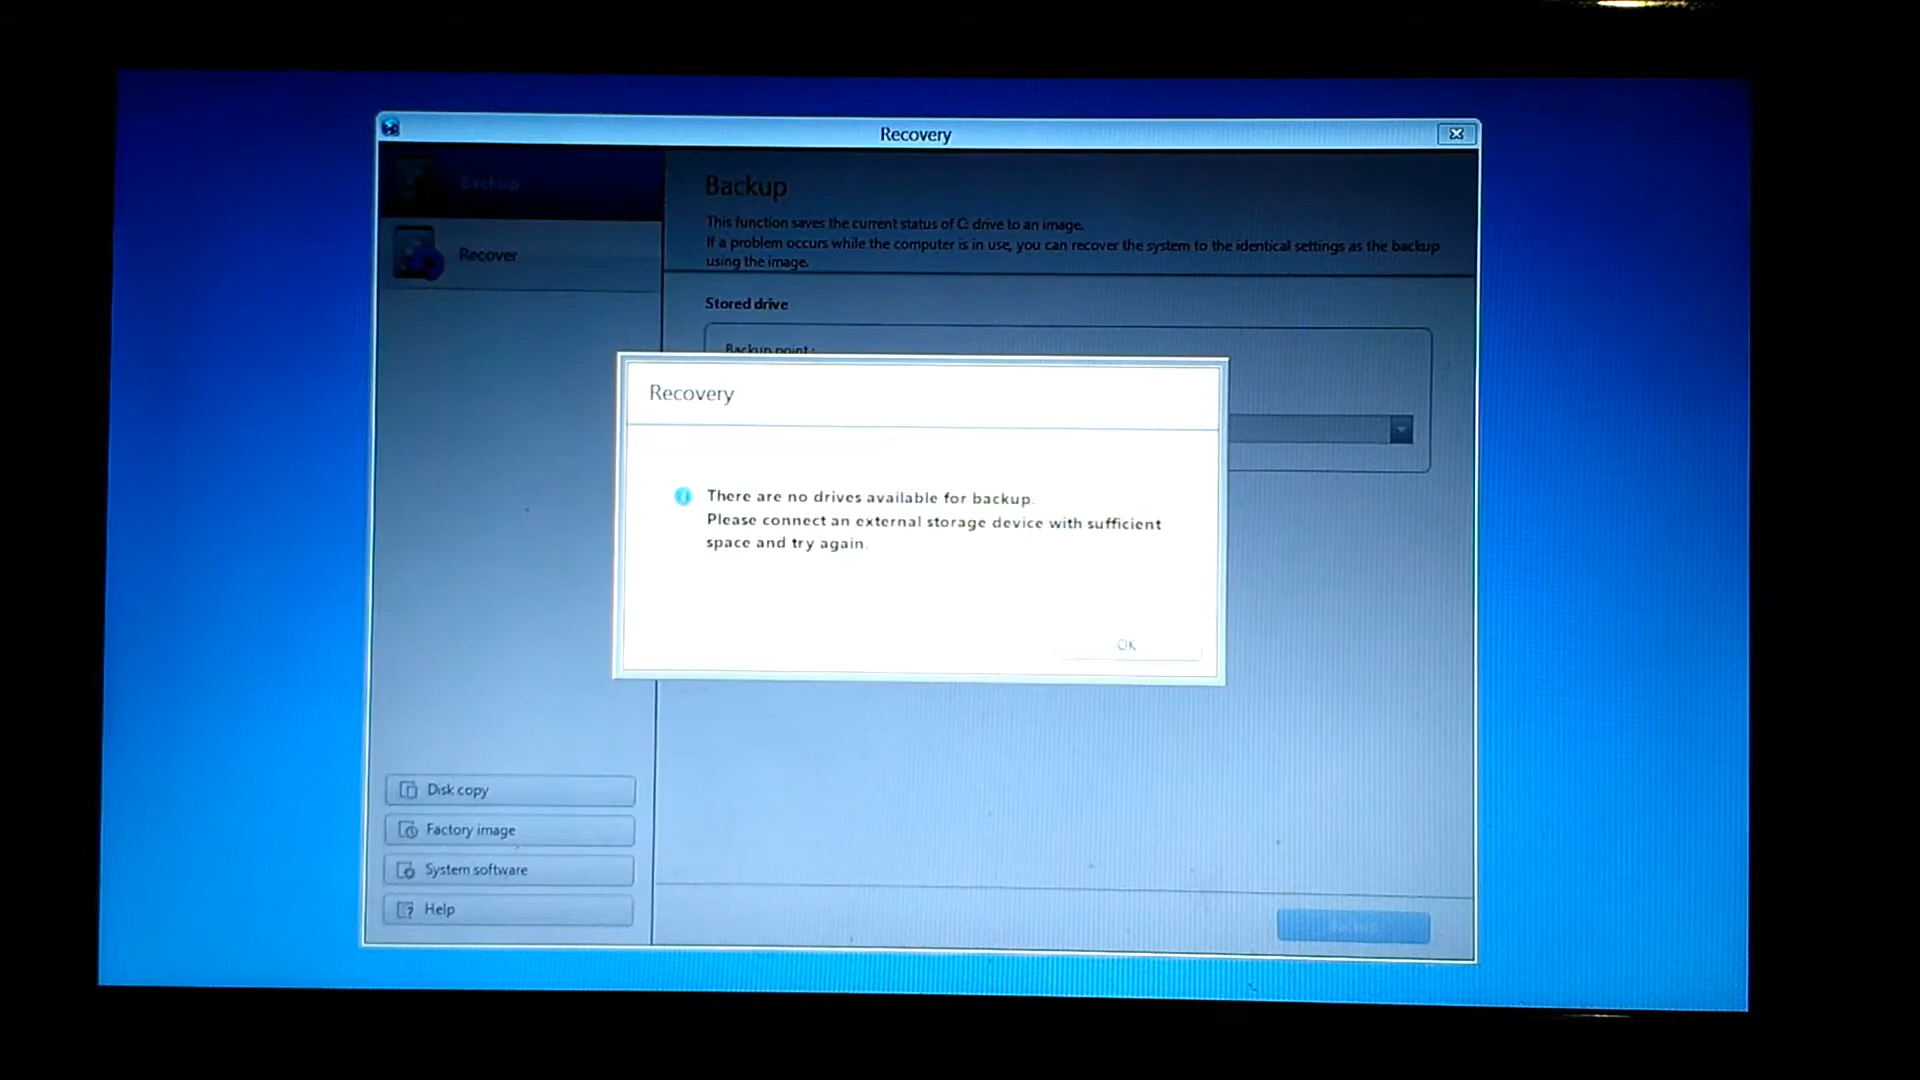 Recovery
Backup
Recover
Backup
This function saves the current status of C: drive to an image.
If a problem occurs while the computer is in use, you can recover the system to the identical settings as the backup
using the image.
Stored drive
Backup point :
Recovery
There are no drives available for backup.
Please connect an external storage device with sufficient
space and try again.
OK
Disk copy
Factory image
System software
Help